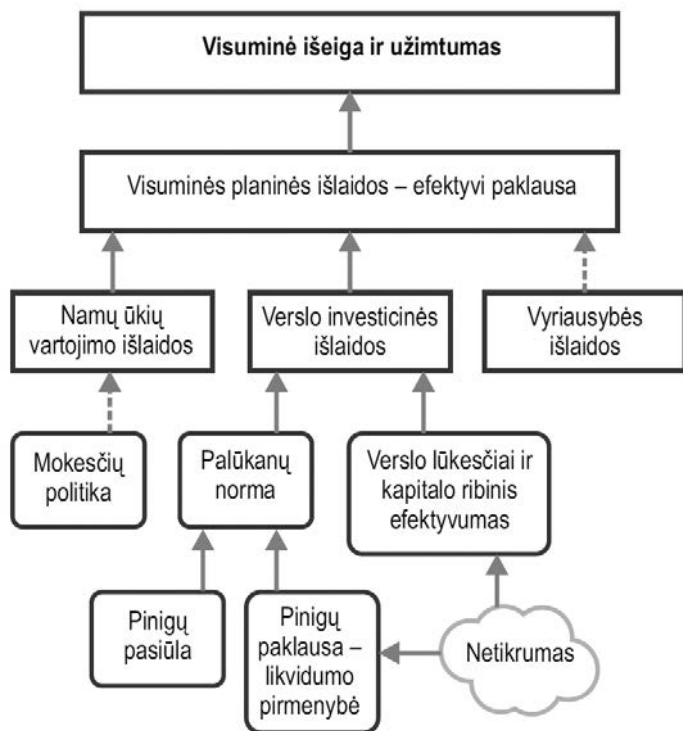 Visuminė išeiga ir užimtumas
Visuminės planinės išlaidos – efektyvi paklausa
Namų ūkių
vartojimo išlaidos
Verslo investicinės
išlaidos
Vyriausybės
išlaidos
Mokesčių
politika
Palūkanų
norma
Verslo lūkesčiai ir
kapitalo ribinis
efektyvumas
Pinigų
pasiūla
Pinigų
paklausa –
likvidumo
pirmenybė
Netikrumas